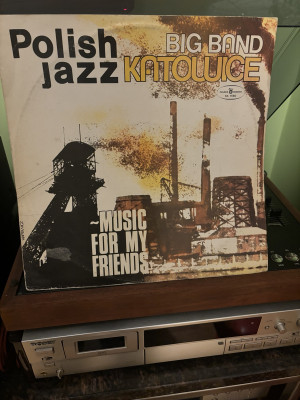 Polish
jazz
BIG BAND
KATOWICE
MUSIC
FOR MY
FRIENDS